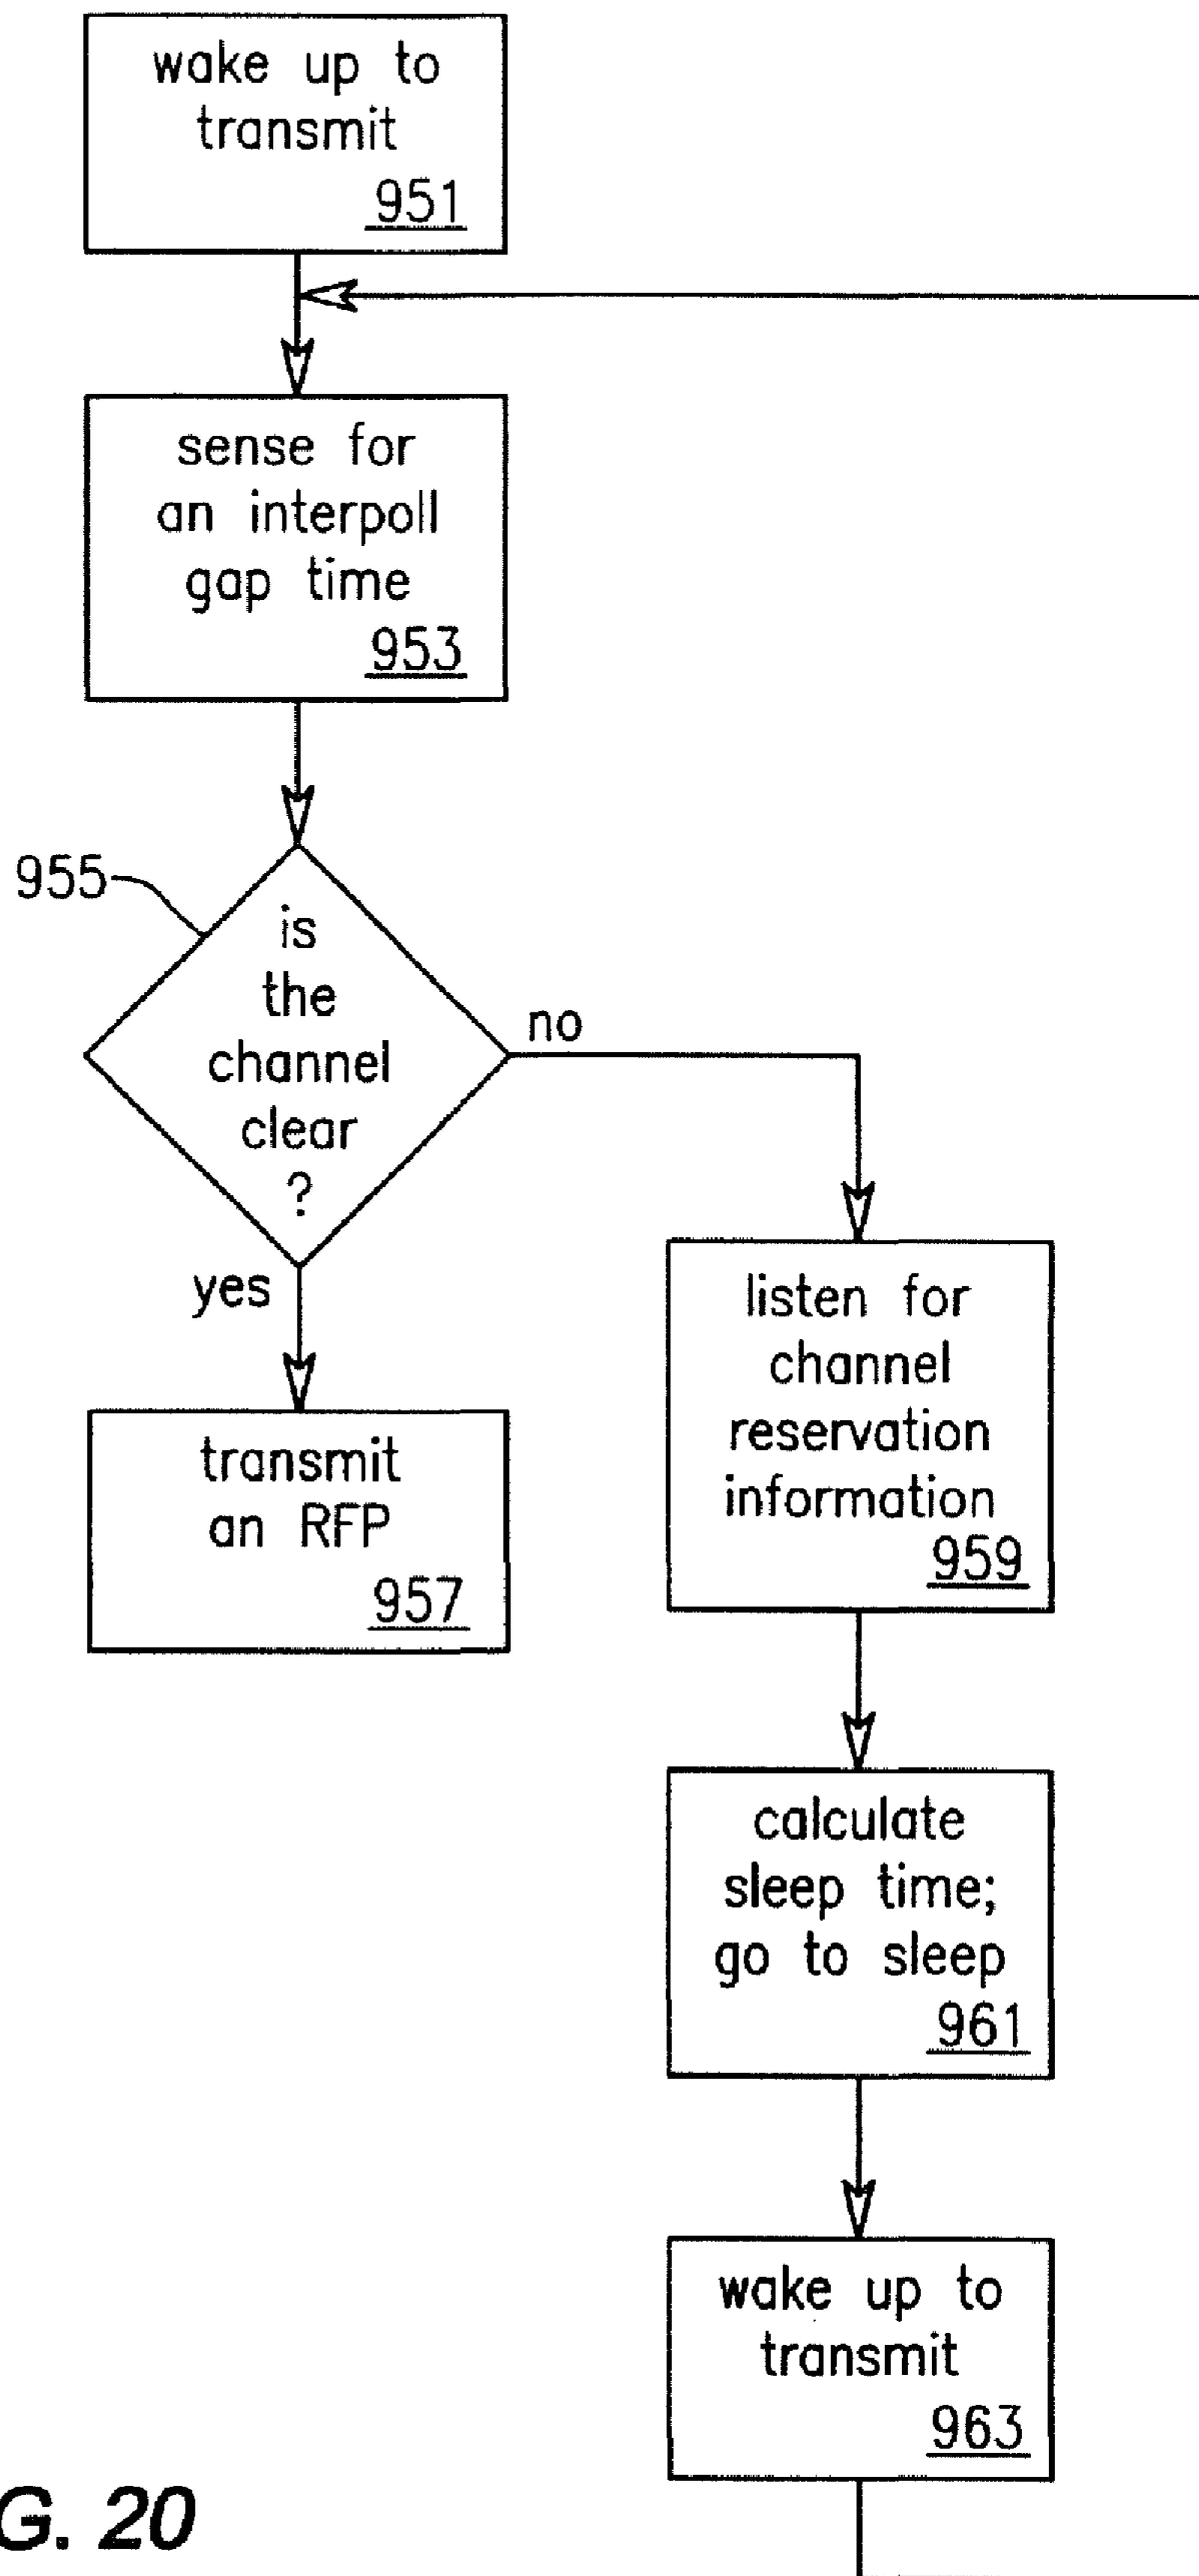 wake up to
transmit
951
sense for
an interpoll
gap time
953
955
is
the
channel
clear
?
no
yes
transmit
an RFP
957
listen for
channel
reservation
information
959
calculate
sleep time;
go to sleep
961
wake up to
transmit
963
G. 20